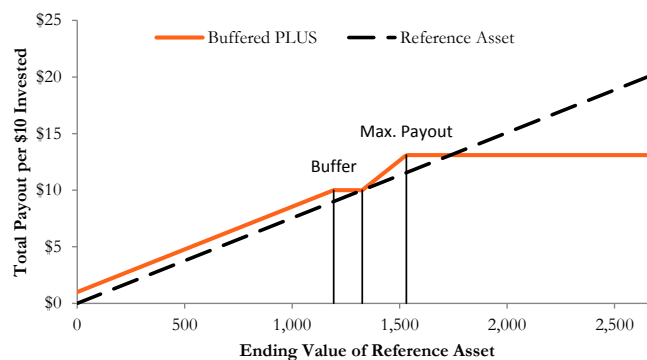 $25
Buffered PLUS
Reference Asset
$20
$15
Max. Payout
Buffer
$10
$5
$0
Total Payout per $10 Invested
0
500
1,000
1,500
2,000
2,500
Ending Value of Reference Asset